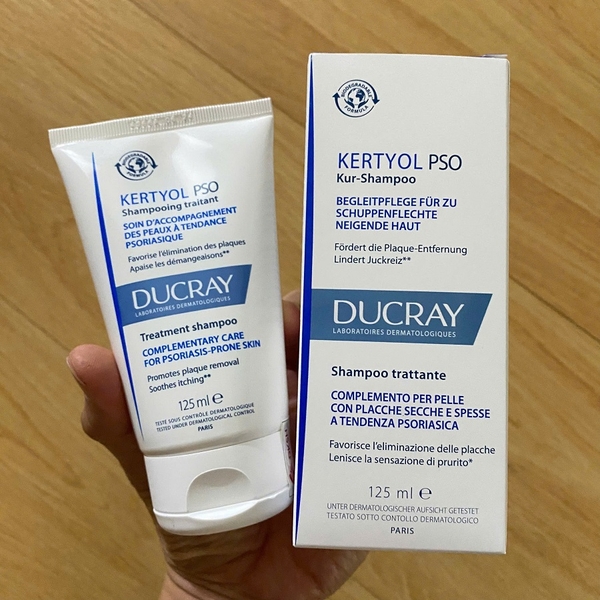 BIODEGRADABLE
FORMULA
KERTYOL PSO
Shampooing traitant
SOIN D'ACCOMPAGNEMENT
DES PEAUX À TENDANCE
PSORIASIQUE
Favorise l'élimination des plaques
Apaise les démangeaisons**
DUCRAY
LABORATOIRES DERMATOLOGIQUES
Treatment shampoo
COMPLEMENTARY CARE
FOR PSORIASIS-PRONE SKIN
Promotes plaque removal
Soothes itching**
125 ml e
TESTÉ SOUS CONTRÔLE DERMATOLOGIQUE
TESTED UNDER DERMATOLOGICAL CONTROL
PARIS
BIODEGRADABLE
FORMULA
KERTYOL PSO
Kur-Shampoo
BEGLEITPFLEGE FÜR ZU
SCHUPPENFLECHTE
NEIGENDE HAUT
Fördert die Plaque-Entfernung
Lindert Juckreiz**
DUCRAY
LABORATOIRES DERMATOLOGIQUES
Shampoo trattante
COMPLEMENTO PER PELLE
CON PLACCHE SECCHE E SPESSE
A TENDENZA PSORIASICA
Favorisce l'eliminazione delle placche
Lenisce la sensazione di prurito*
125 ml e
UNTER DERMATOLOGISCHER AUFSICHT GETESTET
TESTATO SOTTO CONTOLLO DERMATOLOGICO
PARIS